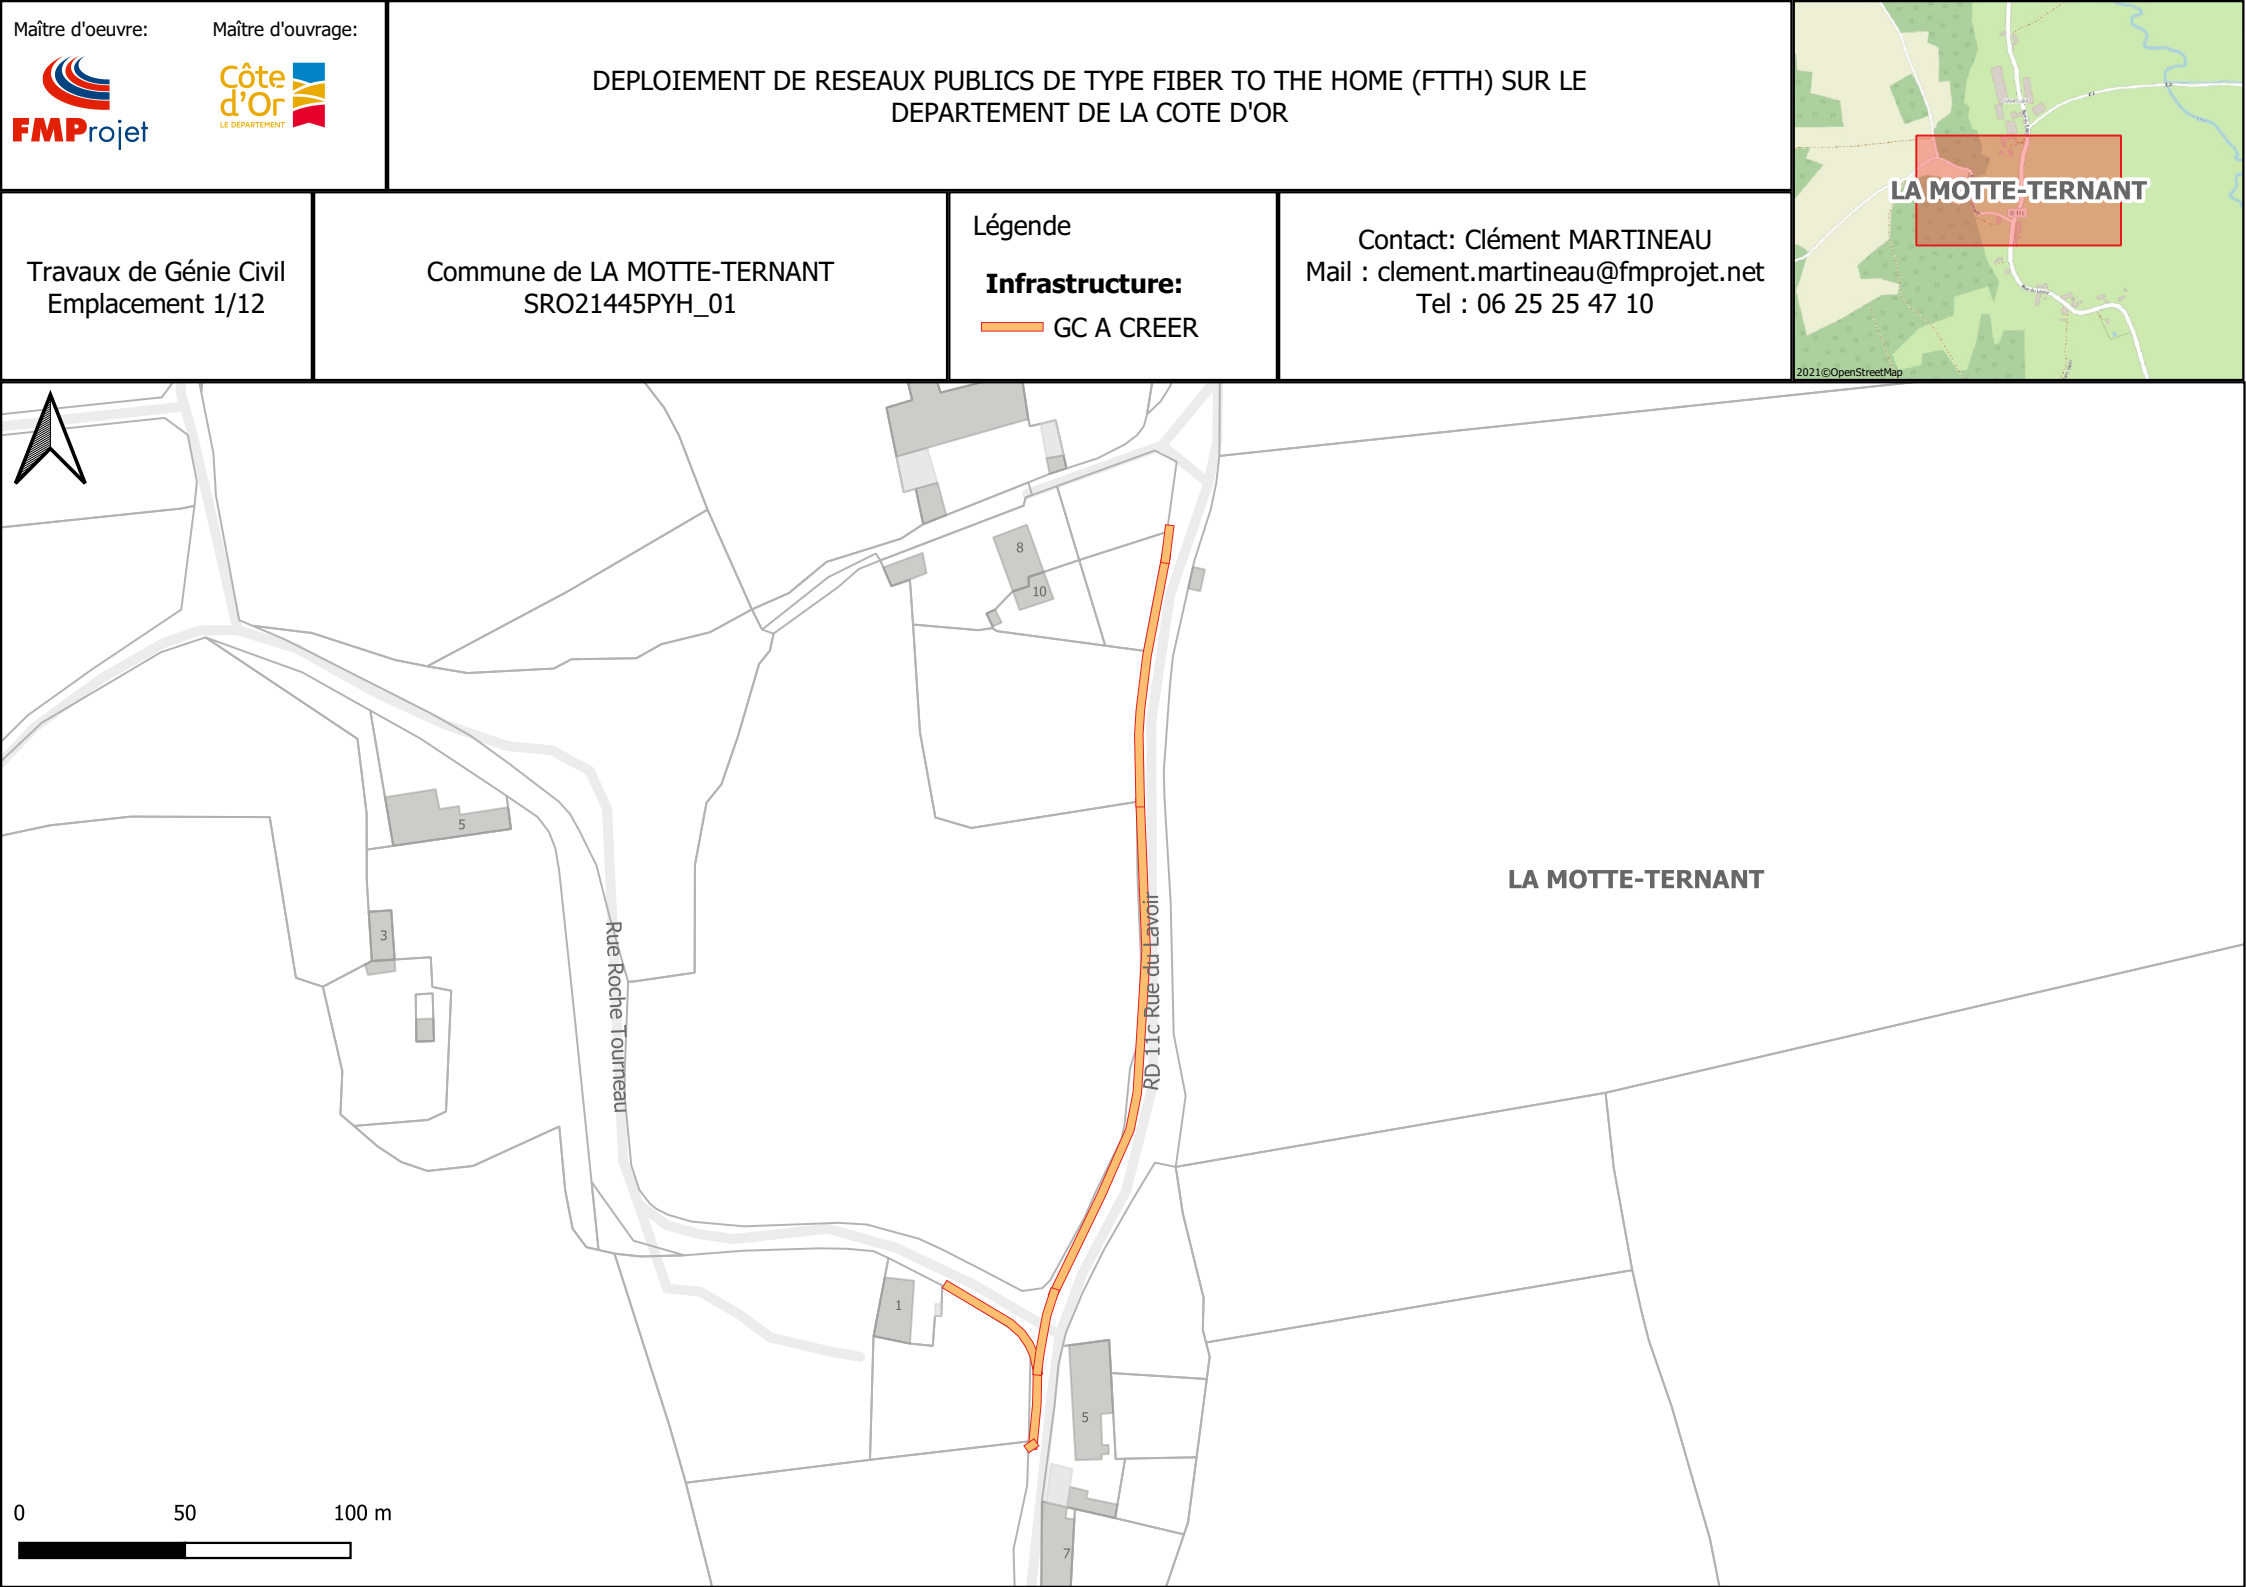 Maître d'oeuvre:
Maître d'ouvrage:
FMProjet
Côte
d'Or
LE DÉPARTEMENT
DEPLOIEMENT DE RESEAUX PUBLICS DE TYPE FIBER TO THE HOME (FTTH) SUR LE
DEPARTEMENT DE LA COTE D'OR
Travaux de Génie Civil
Emplacement 1/12
Commune de LA MOTTE-TERNANT
SRO21445PYH_01
Légende
Infrastructure:
GC A CREER
Contact: Clément MARTINEAU
Mail : clement.martineau@fmprojet.net
Tel : 06 25 25 47 10
LA MOTTE-TERNANT
D 11c
2021©OpenStreetMap
8
10
5
3
Rue Roche Tourneau
RD 11c Rue du Lavoir
LA MOTTE-TERNANT
1
5
7
0
50
100 m